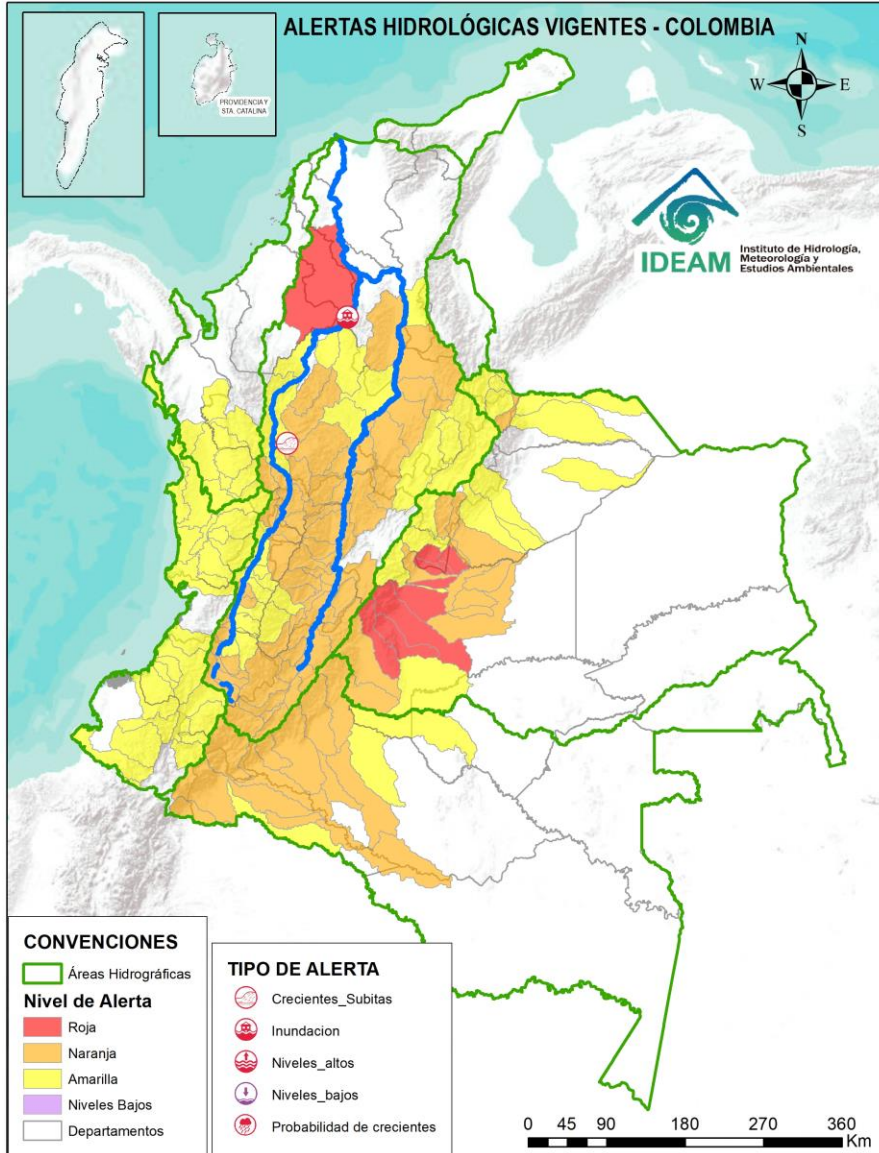 ALERTAS HIDROLÓGICAS VIGENTES - COLOMBIA
PROVIDENCIA Y
STA. CATALINA
N
W
E
S
IDEAM
Instituto de Hidrología,
Meteorología y
Estudios Ambientales
CONVENCIONES
Áreas Hidrográficas
Nivel de Alerta
Roja
Naranja
Amarilla
Niveles Bajos
Departamentos
TIPO DE ALERTA
Crecientes_Subitas
Inundacion
Niveles_altos
Niveles_bajos
Probabilidad de crecientes
0 45 90 180 270 360
Km